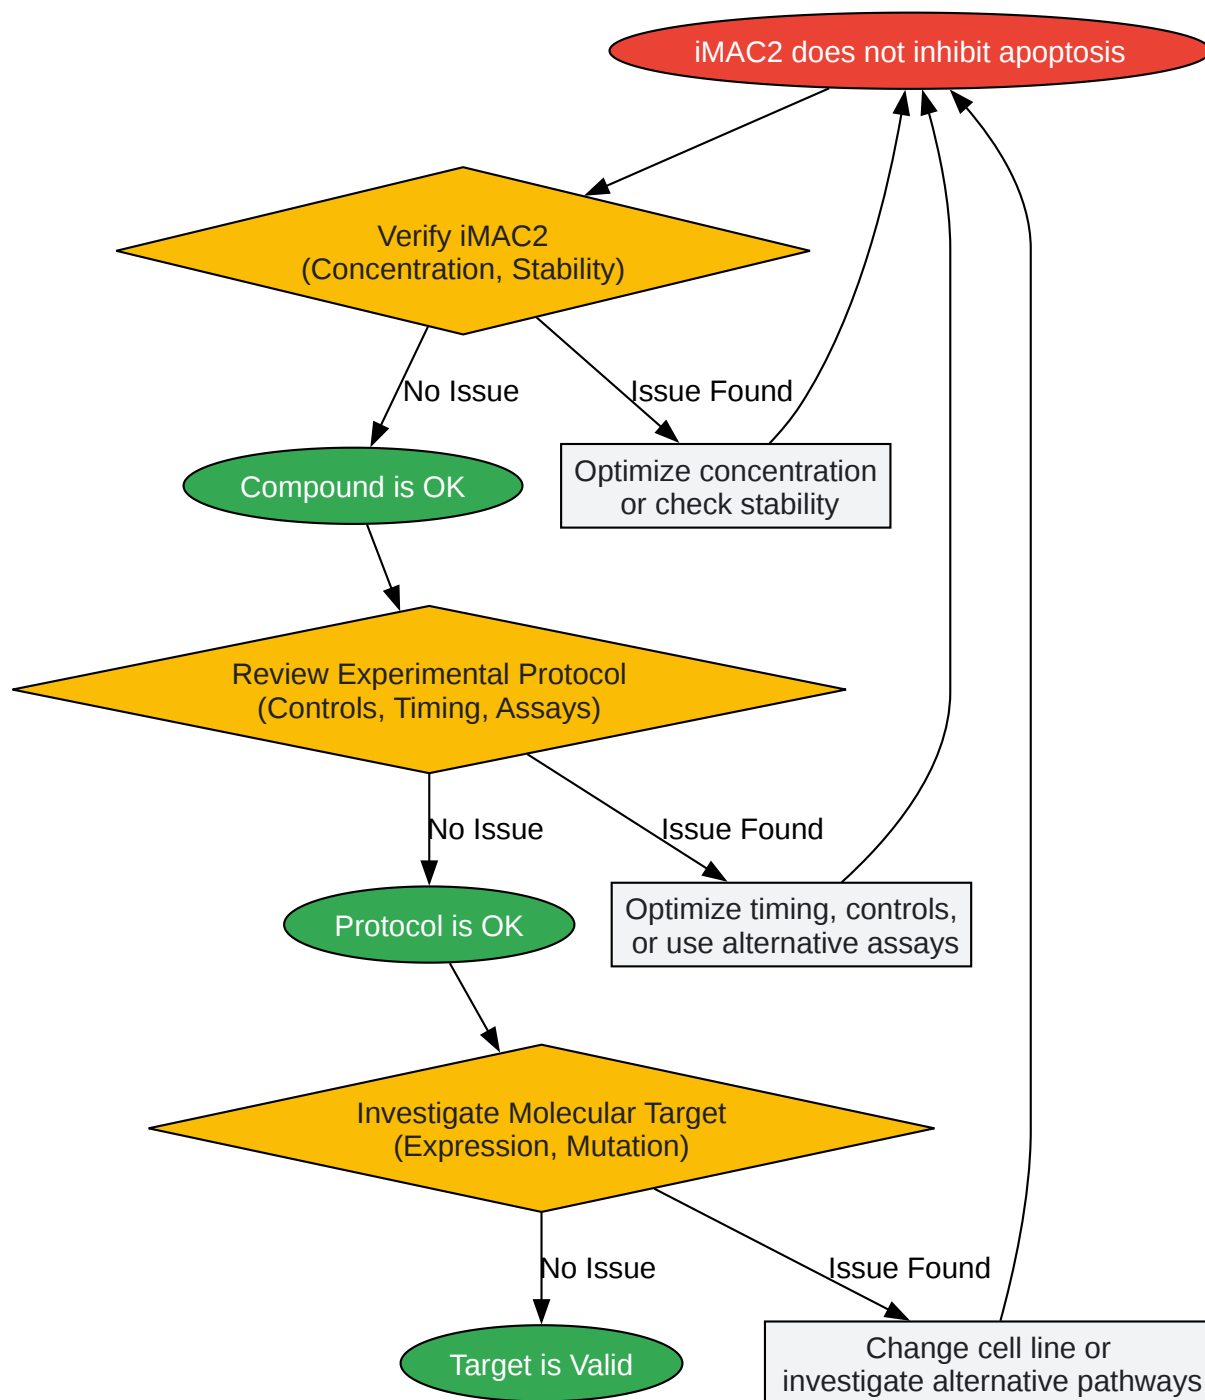 iMAC2 does not inhibit apoptosis
Verify iMAC2
(Concentration, Stability)
No Issue
Issue Found
Compound is OK
Optimize concentration
or check stability
Review Experimental Protocol
(Controls, Timing, Assays)
No Issue
Issue Found
Protocol is OK
Optimize timing, controls,
or use alternative assays
Investigate Molecular Target
(Expression, Mutation)
No Issue
Issue Found
Target is Valid
Change cell line or
investigate alternative pathways